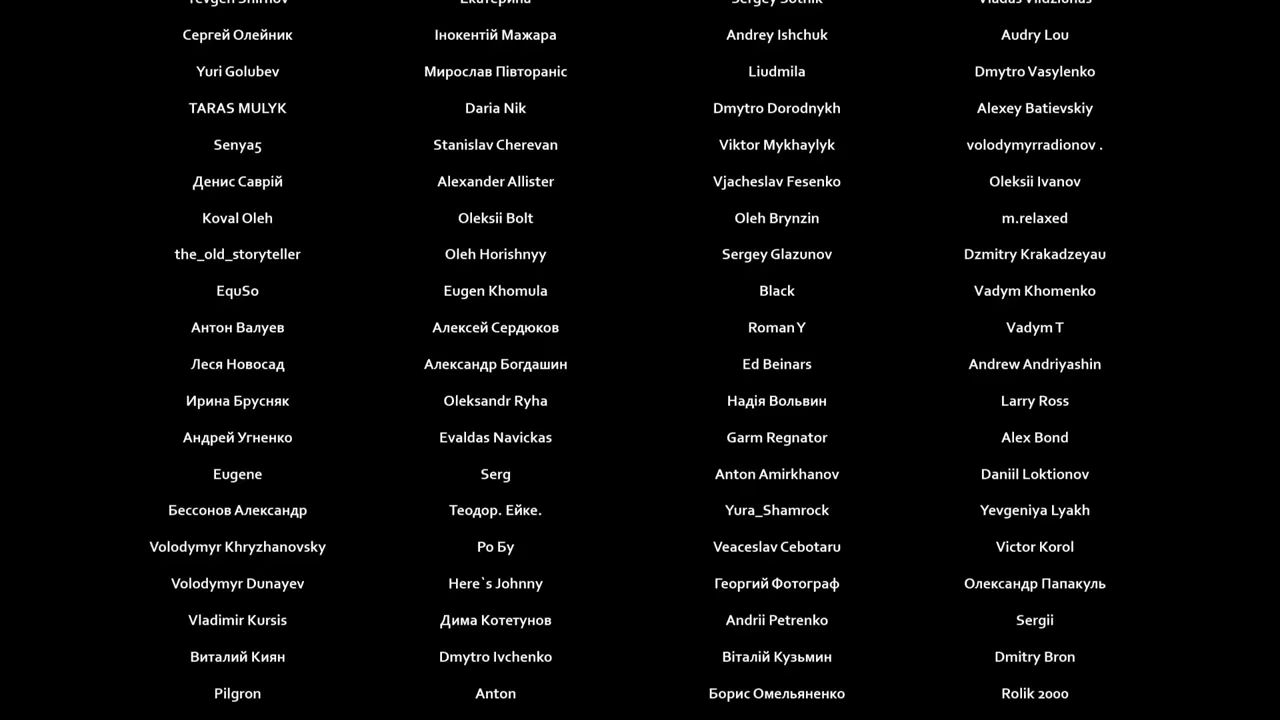 Yevgen Smirnov Ekaterina Sergey Sotnik Vladas Vildziunas
Сергей Олейник Інокентій Мажара Andrey Ishchuk Audry Lou
Yuri Golubev Мирослав Півтораніс Liudmila Dmytro Vasylenko
TARAS MULYK Daria Nik Dmytro Dorodnykh Alexey Batievskiy
Senya5 Stanislav Cherevan Viktor Mykhaylyk volodymyrradionov .
Денис Саврій Alexander Allister Vjacheslav Fesenko Oleksii Ivanov
Koval Oleh Oleksii Bolt Oleh Brynzin m.relaxed
the_old_storyteller Oleh Horishnyy Sergey Glazunov Dzmitry Krakadzeyau
EquSo Eugen Khomula Black Vadym Khomenko
Антон Валуев Алексей Сердюков Roman Y Vadym T
Леся Новосад Александр Богдашин Ed Beinars Andrew Andriyashin
Ирина Брусняк Oleksandr Ryha Надія Вольвин Larry Ross
Андрей Угненко Evaldas Navickas Garm Regnator Alex Bond
Eugene Serg Anton Amirkhanov Daniil Loktionov
Бессонов Александр Теодор. Ейке. Yura_Shamrock Yevgeniya Lyakh
Volodymyr Khryzhanovsky Ро Бу Veaceslav Cebotaru Victor Korol
Volodymyr Dunayev Here`s Johnny Георгий Фотограф Олександр Папакуль
Vladimir Kursis Дима Котетунов Andrii Petrenko Sergii
Виталий Киян Dmytro Ivchenko Віталій Кузьмин Dmitry Bron
Pilgron Anton Борис Омельяненко Rolik 2000